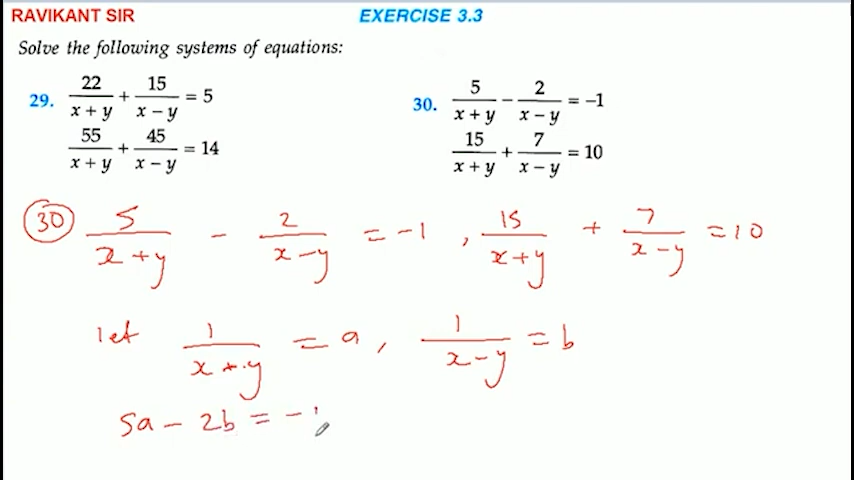 RAVIKANT SIR EXERCISE 3.3
Solve the following systems of equations:
29. 22/(x + y) + 15/(x − y) = 5
55/(x + y) + 45/(x − y) = 14
30. 5/(x + y) − 2/(x − y) = −1
15/(x + y) + 7/(x − y) = 10
30 5/(x + y) − 2/(x − y) = −1 , 15/(x + y) + 7/(x − y) = 10
let 1/(x + y) = a , 1/(x − y) = b
5a − 2b = −1